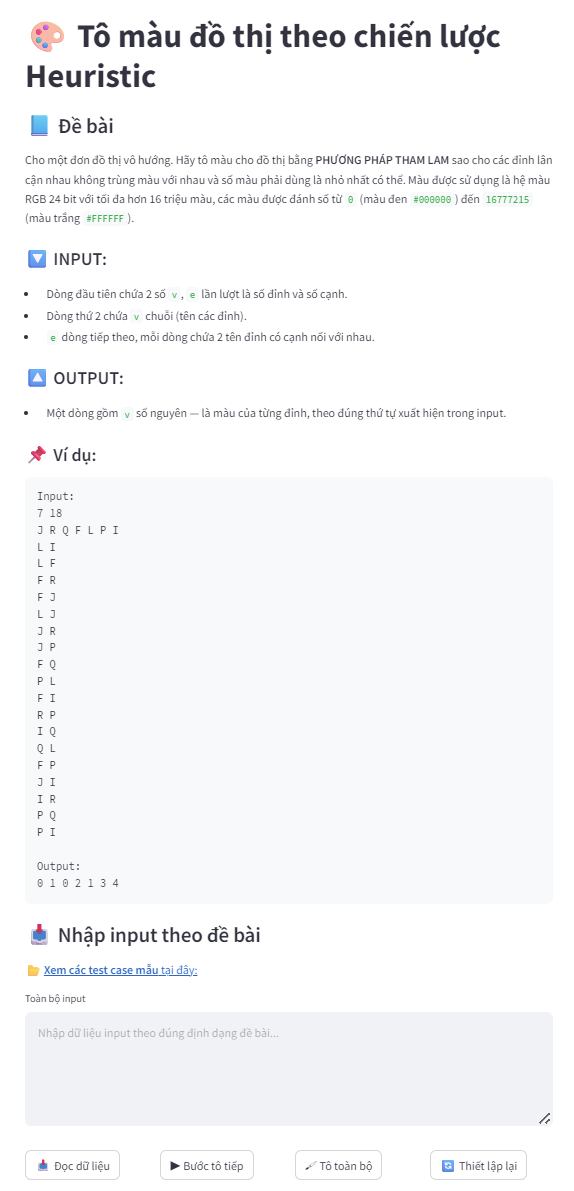 Tô màu đồ thị theo chiến lược
Heuristic
Đề bài
Cho một đơn đồ thị vô hướng. Hãy tô màu cho đồ thị bằng PHƯƠNG PHÁP THAM LAM sao cho các đỉnh lân
cận nhau không trùng màu với nhau và số màu phải dùng là nhỏ nhất có thể. Màu được sử dụng là hệ màu
RGB 24 bit với tối đa hơn 16 triệu màu, các màu được đánh số từ 0 (màu đen #000000 ) đến 16777215
(màu trắng #FFFFFF ).
INPUT:
• Dòng đầu tiên chứa 2 số v , e lần lượt là số đỉnh và số cạnh.
• Dòng thứ 2 chứa v chuỗi (tên các đỉnh).
• e dòng tiếp theo, mỗi dòng chứa 2 tên đỉnh có cạnh nối với nhau.
OUTPUT:
• Một dòng gồm v số nguyên — là màu của từng đỉnh, theo đúng thứ tự xuất hiện trong input.
Ví dụ:
Input:
7 18
J R Q F L P I
L I
L F
F R
F J
L J
J R
J P
F Q
P L
F I
R P
I Q
Q L
F P
J I
I R
P Q
P I
Output:
0 1 0 2 1 3 4
Nhập input theo đề bài
Xem các test case mẫu tại đây:
Toàn bộ input
Nhập dữ liệu input theo đúng định dạng đề bài...
Đọc dữ liệu
Bước tô tiếp
Tô toàn bộ
Thiết lập lại